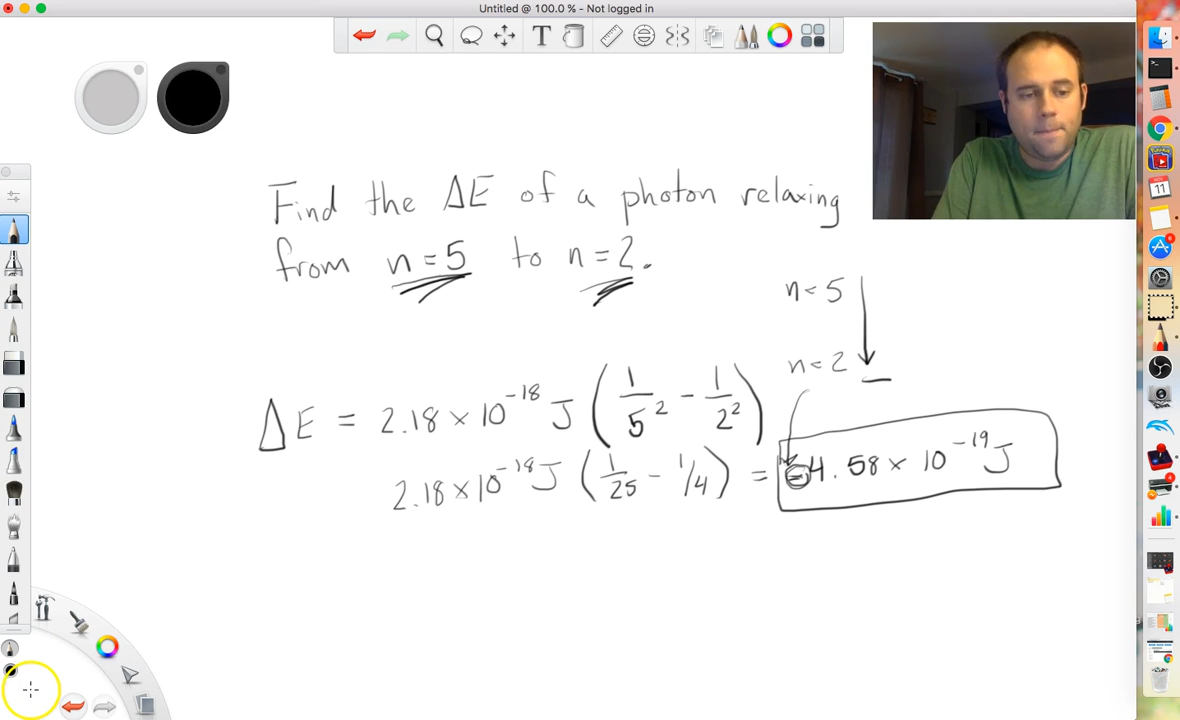 Untitled @ 100.0 % - Not logged in
Find the ΔE of a photon relaxing
from n=5 to n=2.
n=5
n=2
ΔE = 2.18 × 10⁻¹⁸ J (1/5² - 1/2²)
2.18 × 10⁻¹⁸ J (1/25 - 1/4) = -4.58 × 10⁻¹⁹ J